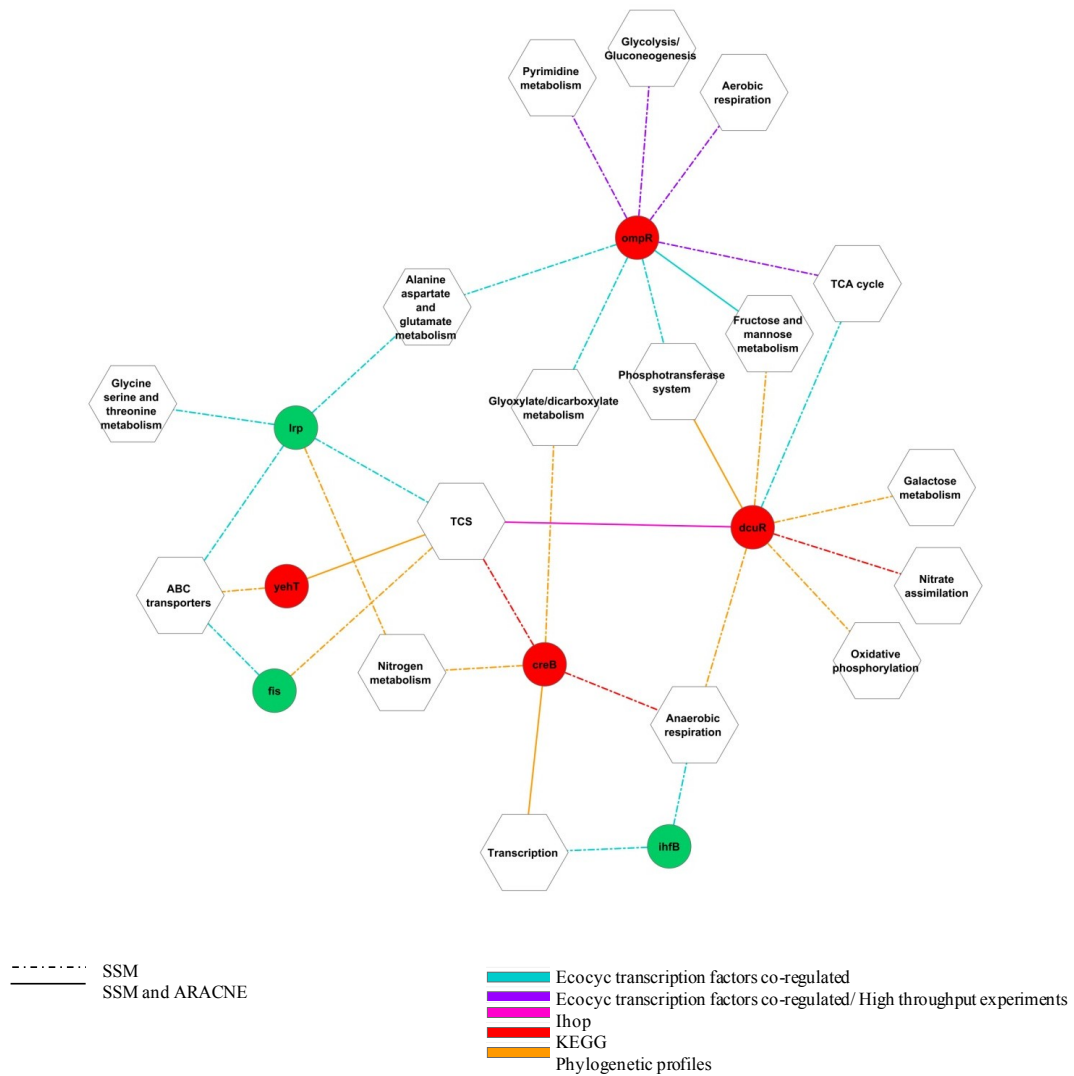 Glycolysis/
Gluconeogenesis
Pyrimidine
metabolism
Aerobic
respiration
ompR
TCA cycle
Alanine
aspartate
and
glutamate
metabolism
Fructose and
mannose
metabolism
Phosphotransferase
system
Glycine
serine and
threonine
metabolism
Glyoxylate/dicarboxylate
metabolism
lrp
Galactose
metabolism
TCS
dcuR
ABC
transporters
yehT
Nitrate
assimilation
Oxidative
phosphorylation
Nitrogen
metabolism
creB
fis
Anaerobic
respiration
Transcription
ihfB
SSM
SSM and ARACNE
Ecocyc transcription factors co-regulated
Ecocyc transcription factors co-regulated/ High throughput experiments
Ihop
KEGG
Phylogenetic profiles